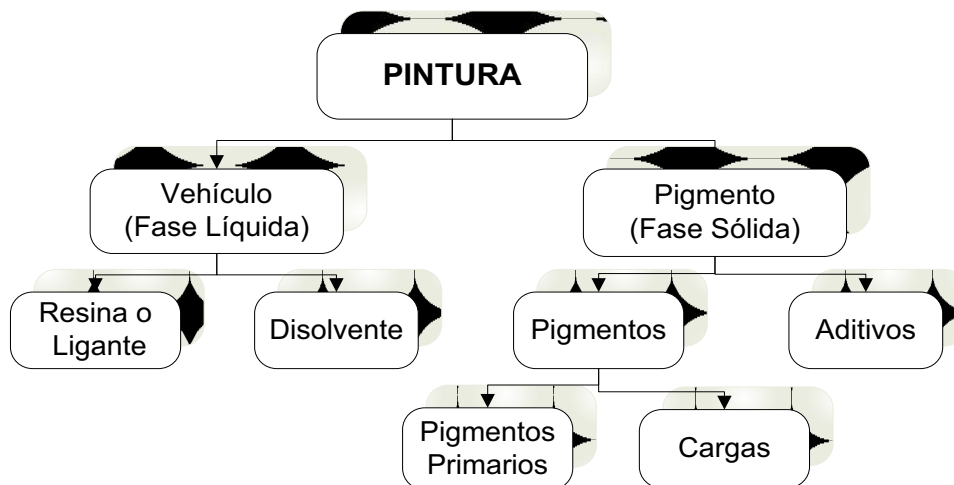 PINTURA
Vehículo
(Fase Líquida)
Pigmento
(Fase Sólida)
Resina o
Ligante
Disolvente
Pigmentos
Aditivos
Pigmentos
Primarios
Cargas